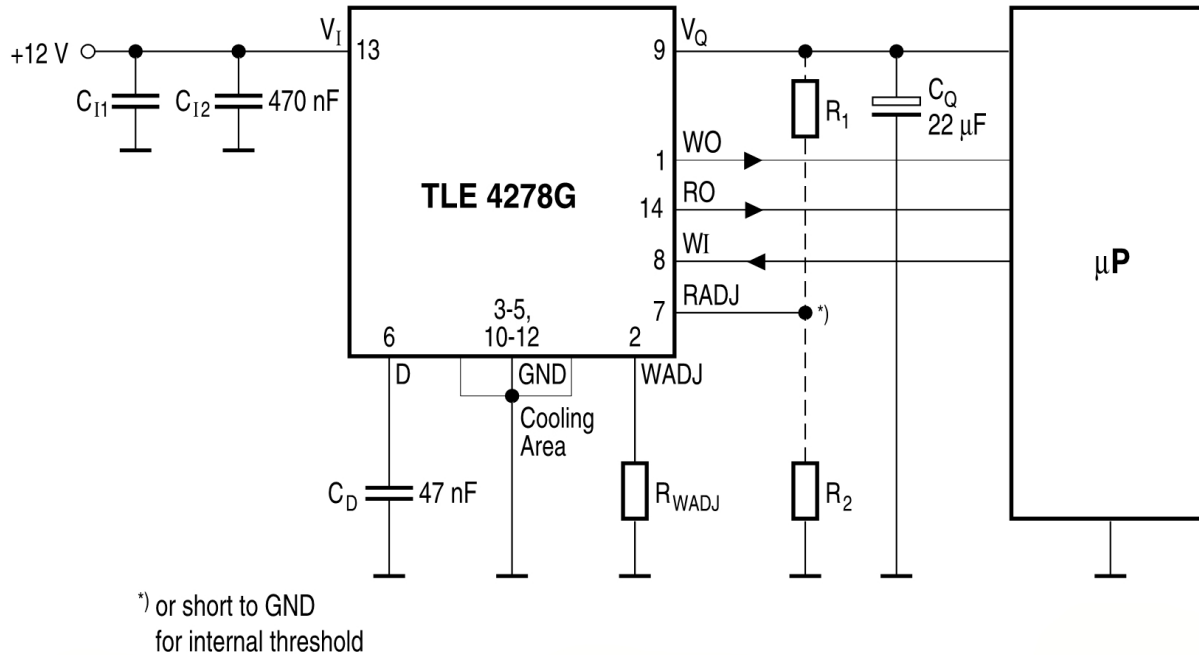 +12 V
V_I
13
C_I1
C_I2
470 nF
TLE 4278G
9
V_Q
R_1
C_Q
22 µF
1
WO
14
RO
8
WI
7
RADJ
*)
µP
6
D
3-5,
10-12
GND
2
WADJ
Cooling
Area
C_D
47 nF
R_WADJ
R_2
*) or short to GND
for internal threshold